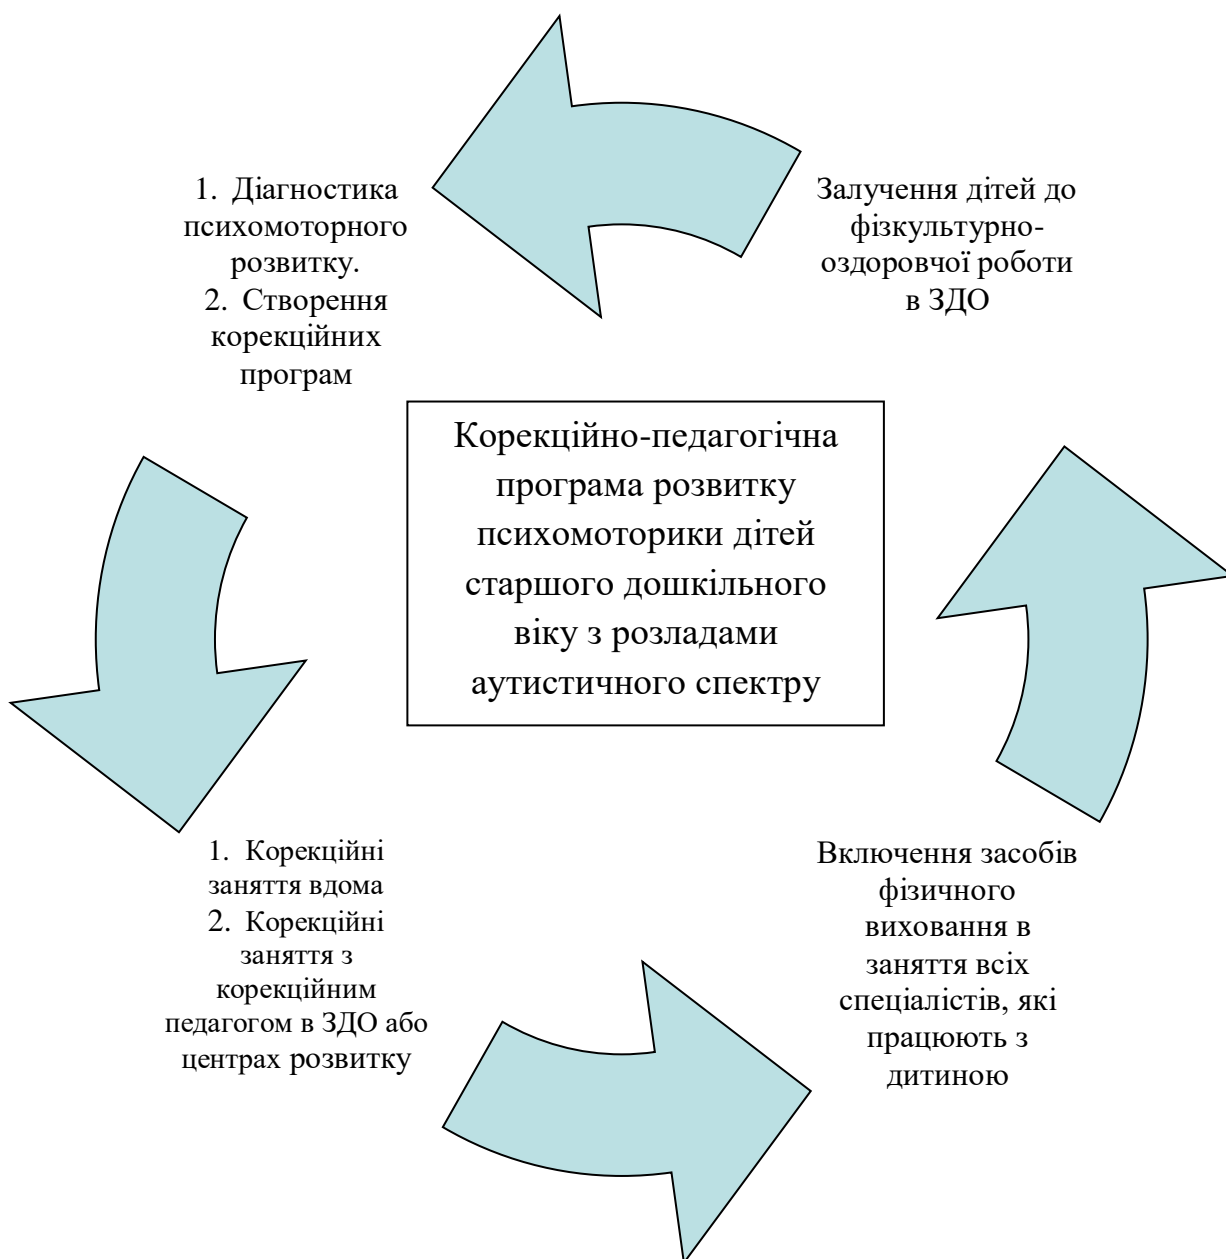 1. Діагностика
психомоторного
розвитку.
2. Створення
корекційних
програм
Залучення дітей до
фізкультурно-
оздоровчої роботи
в ЗДО
Корекційно-педагогічна
програма розвитку
психомоторики дітей
старшого дошкільного
віку з розладами
аутистичного спектру
1. Корекційні
заняття вдома
2. Корекційні
заняття з
корекційним
педагогом в ЗДО або
центрах розвитку
Включення засобів
фізичного
виховання в
заняття всіх
спеціалістів, які
працюють з
дитиною